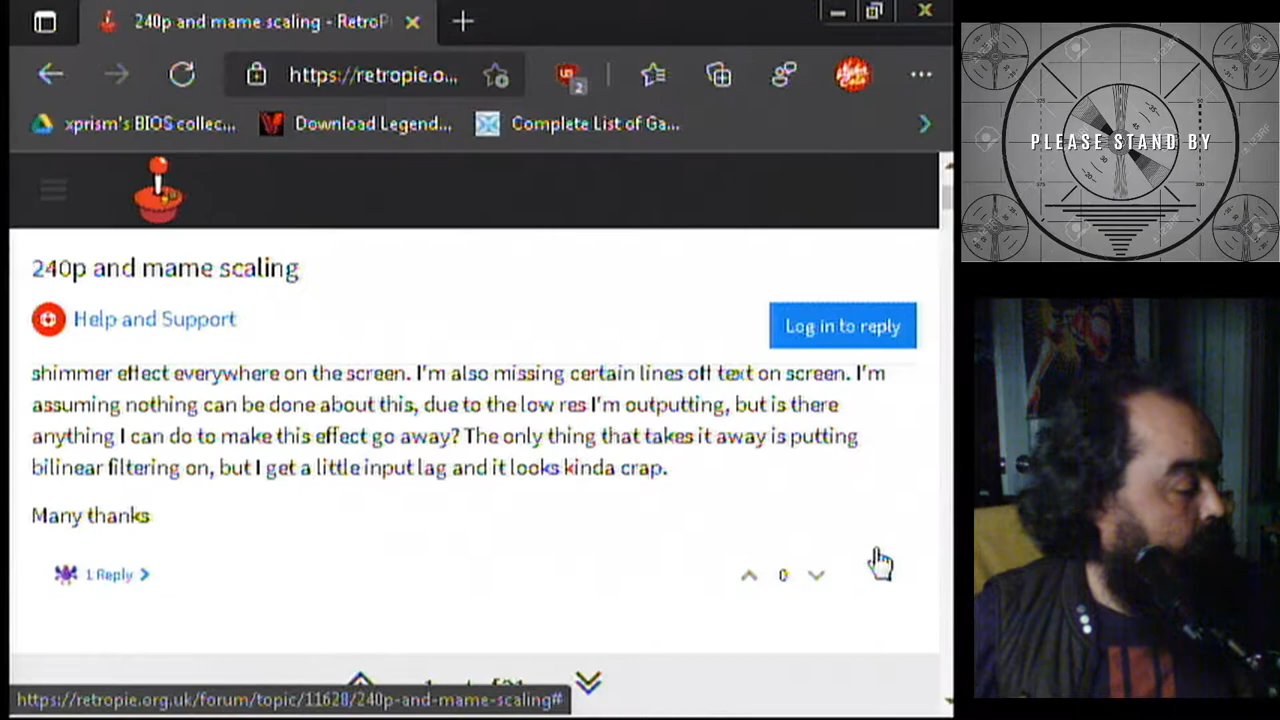 240p and mame scaling - RetroP
https://retropie.o...
2
xprism's BIOS collec...
Download Legend...
Complete List of Ga...
240p and mame scaling
Help and Support
Log in to reply
shimmer effect everywhere on the screen. I'm also missing certain lines off text on screen. I'm
assuming nothing can be done about this, due to the low res I'm outputting, but is there
anything I can do to make this effect go away? The only thing that takes it away is putting
bilinear filtering on, but I get a little input lag and it looks kinda crap.
Many thanks
1 Reply
0
https://retropie.org.uk/forum/topic/11628/240p-and-mame-scaling#
PLEASE STAND BY